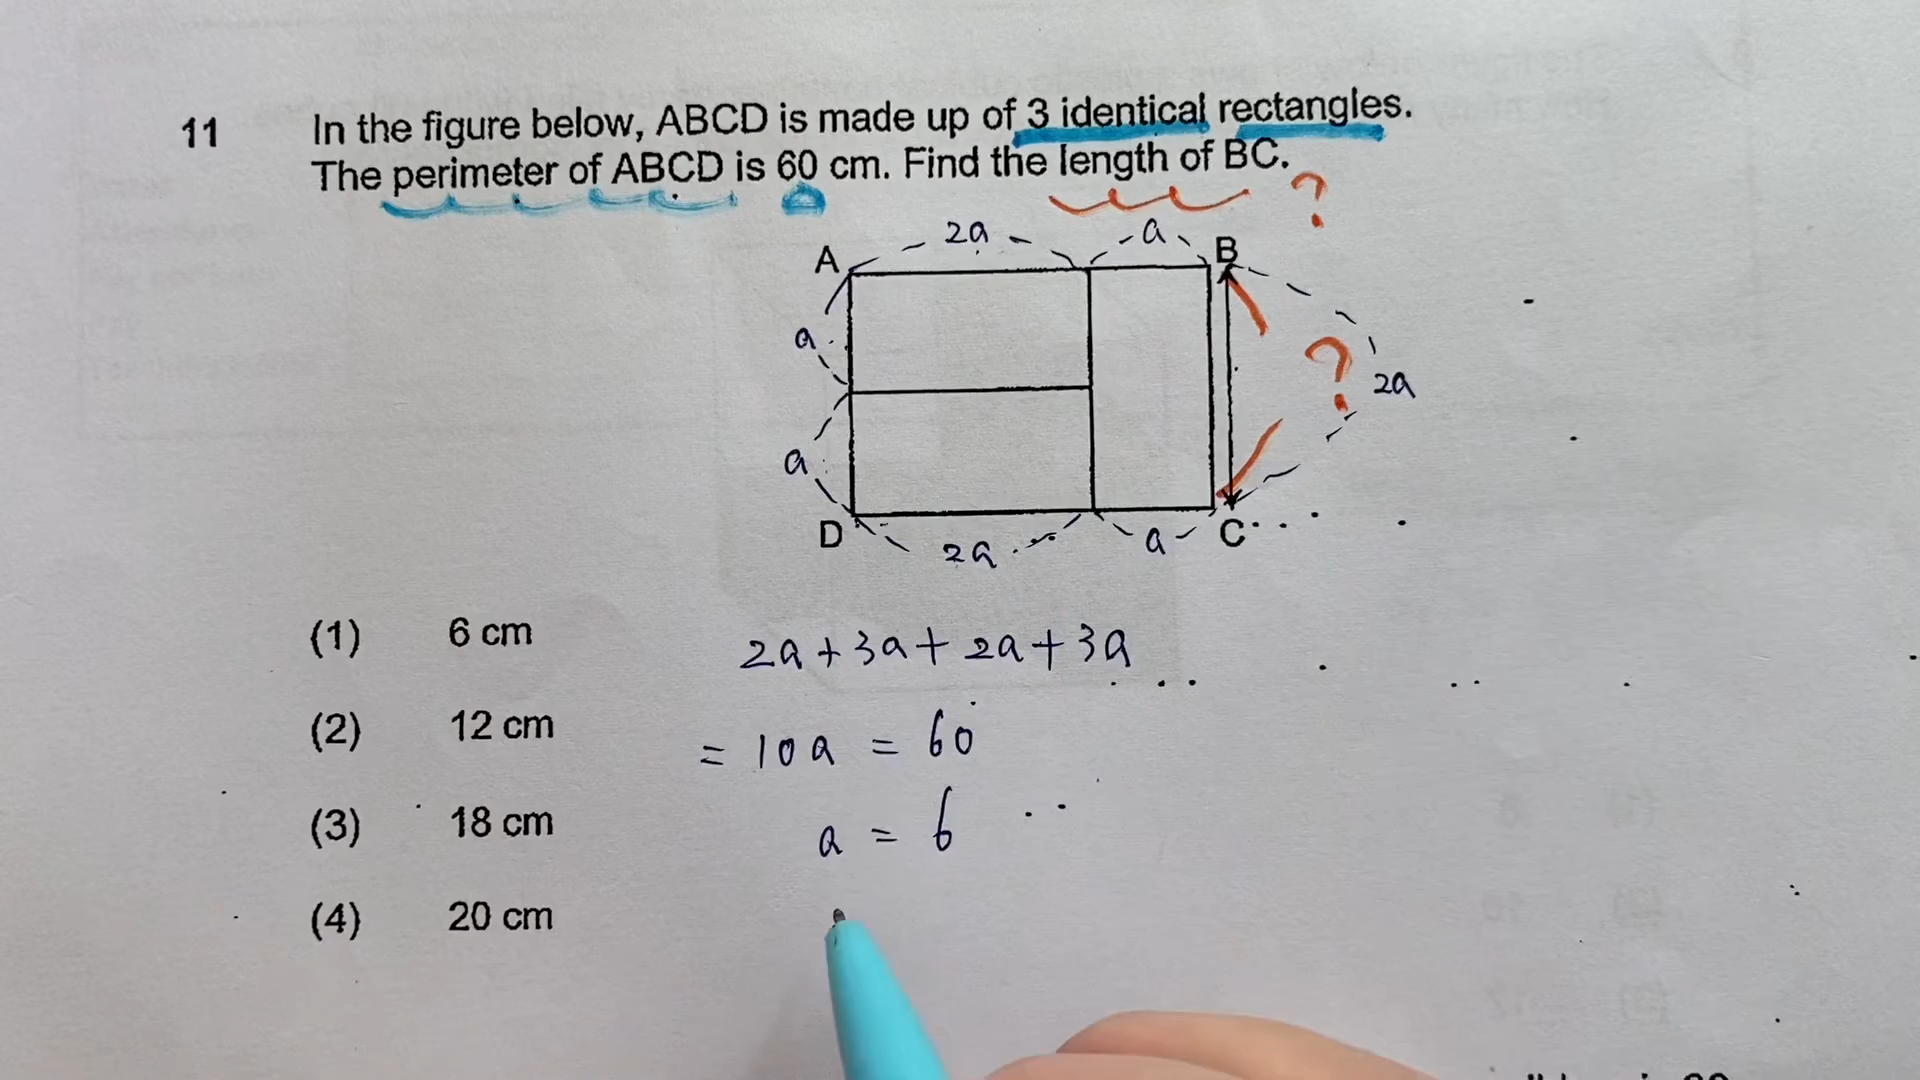 11 In the figure below, ABCD is made up of 3 identical rectangles.
The perimeter of ABCD is 60 cm. Find the length of BC.
?
2a a
A B
a
?
2a
a
D C
2a a
(1) 6 cm
2a + 3a + 2a + 3a
(2) 12 cm
= 10a = 60
(3) 18 cm
a = 6
(4) 20 cm